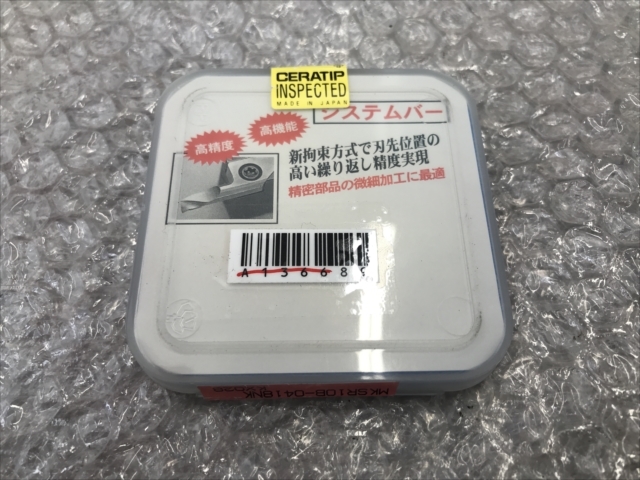 CERATIP
INSPECTED
MADE IN JAPAN
システムバー
高機能
高精度
新拘束方式で刃先位置の
高い繰り返し精度実現
精密部品の微細加工に最適
MKSR10B-0418NK